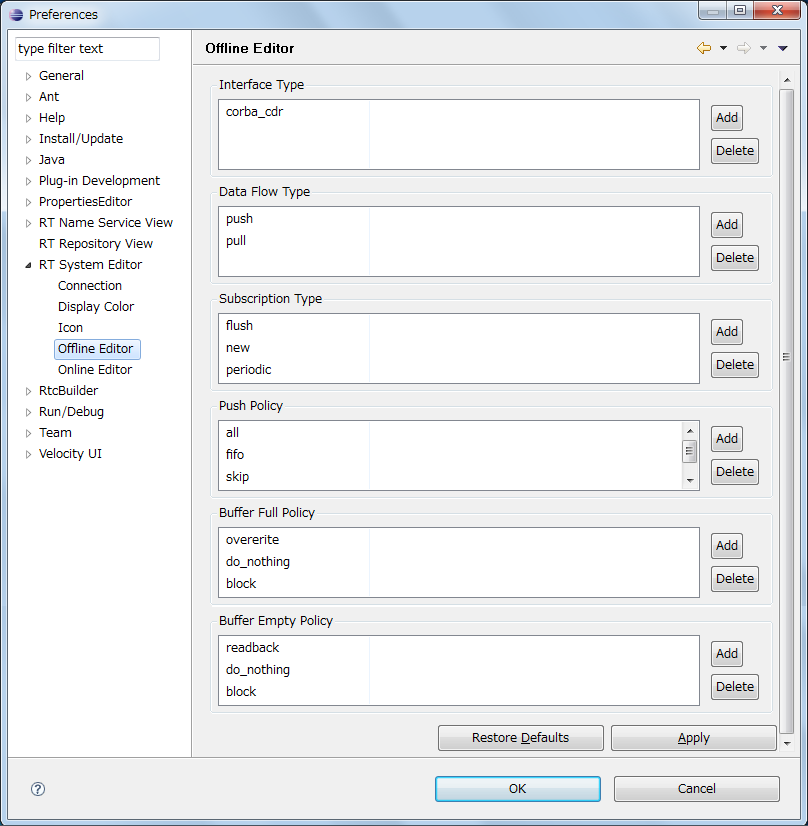 Preferences
type filter text
General
Ant
Help
Install/Update
Java
Plug-in Development
PropertiesEditor
RT Name Service View
RT Repository View
RT System Editor
Connection
Display Color
Icon
Offline Editor
Online Editor
RtcBuilder
Run/Debug
Team
Velocity UI
Offline Editor
Interface Type
corba_cdr
Add
Delete
Data Flow Type
push
pull
Add
Delete
Subscription Type
flush
new
periodic
Add
Delete
Push Policy
all
fifo
skip
Add
Delete
Buffer Full Policy
overerite
do_nothing
block
Add
Delete
Buffer Empty Policy
readback
do_nothing
block
Add
Delete
Restore Defaults
Apply
?
OK
Cancel